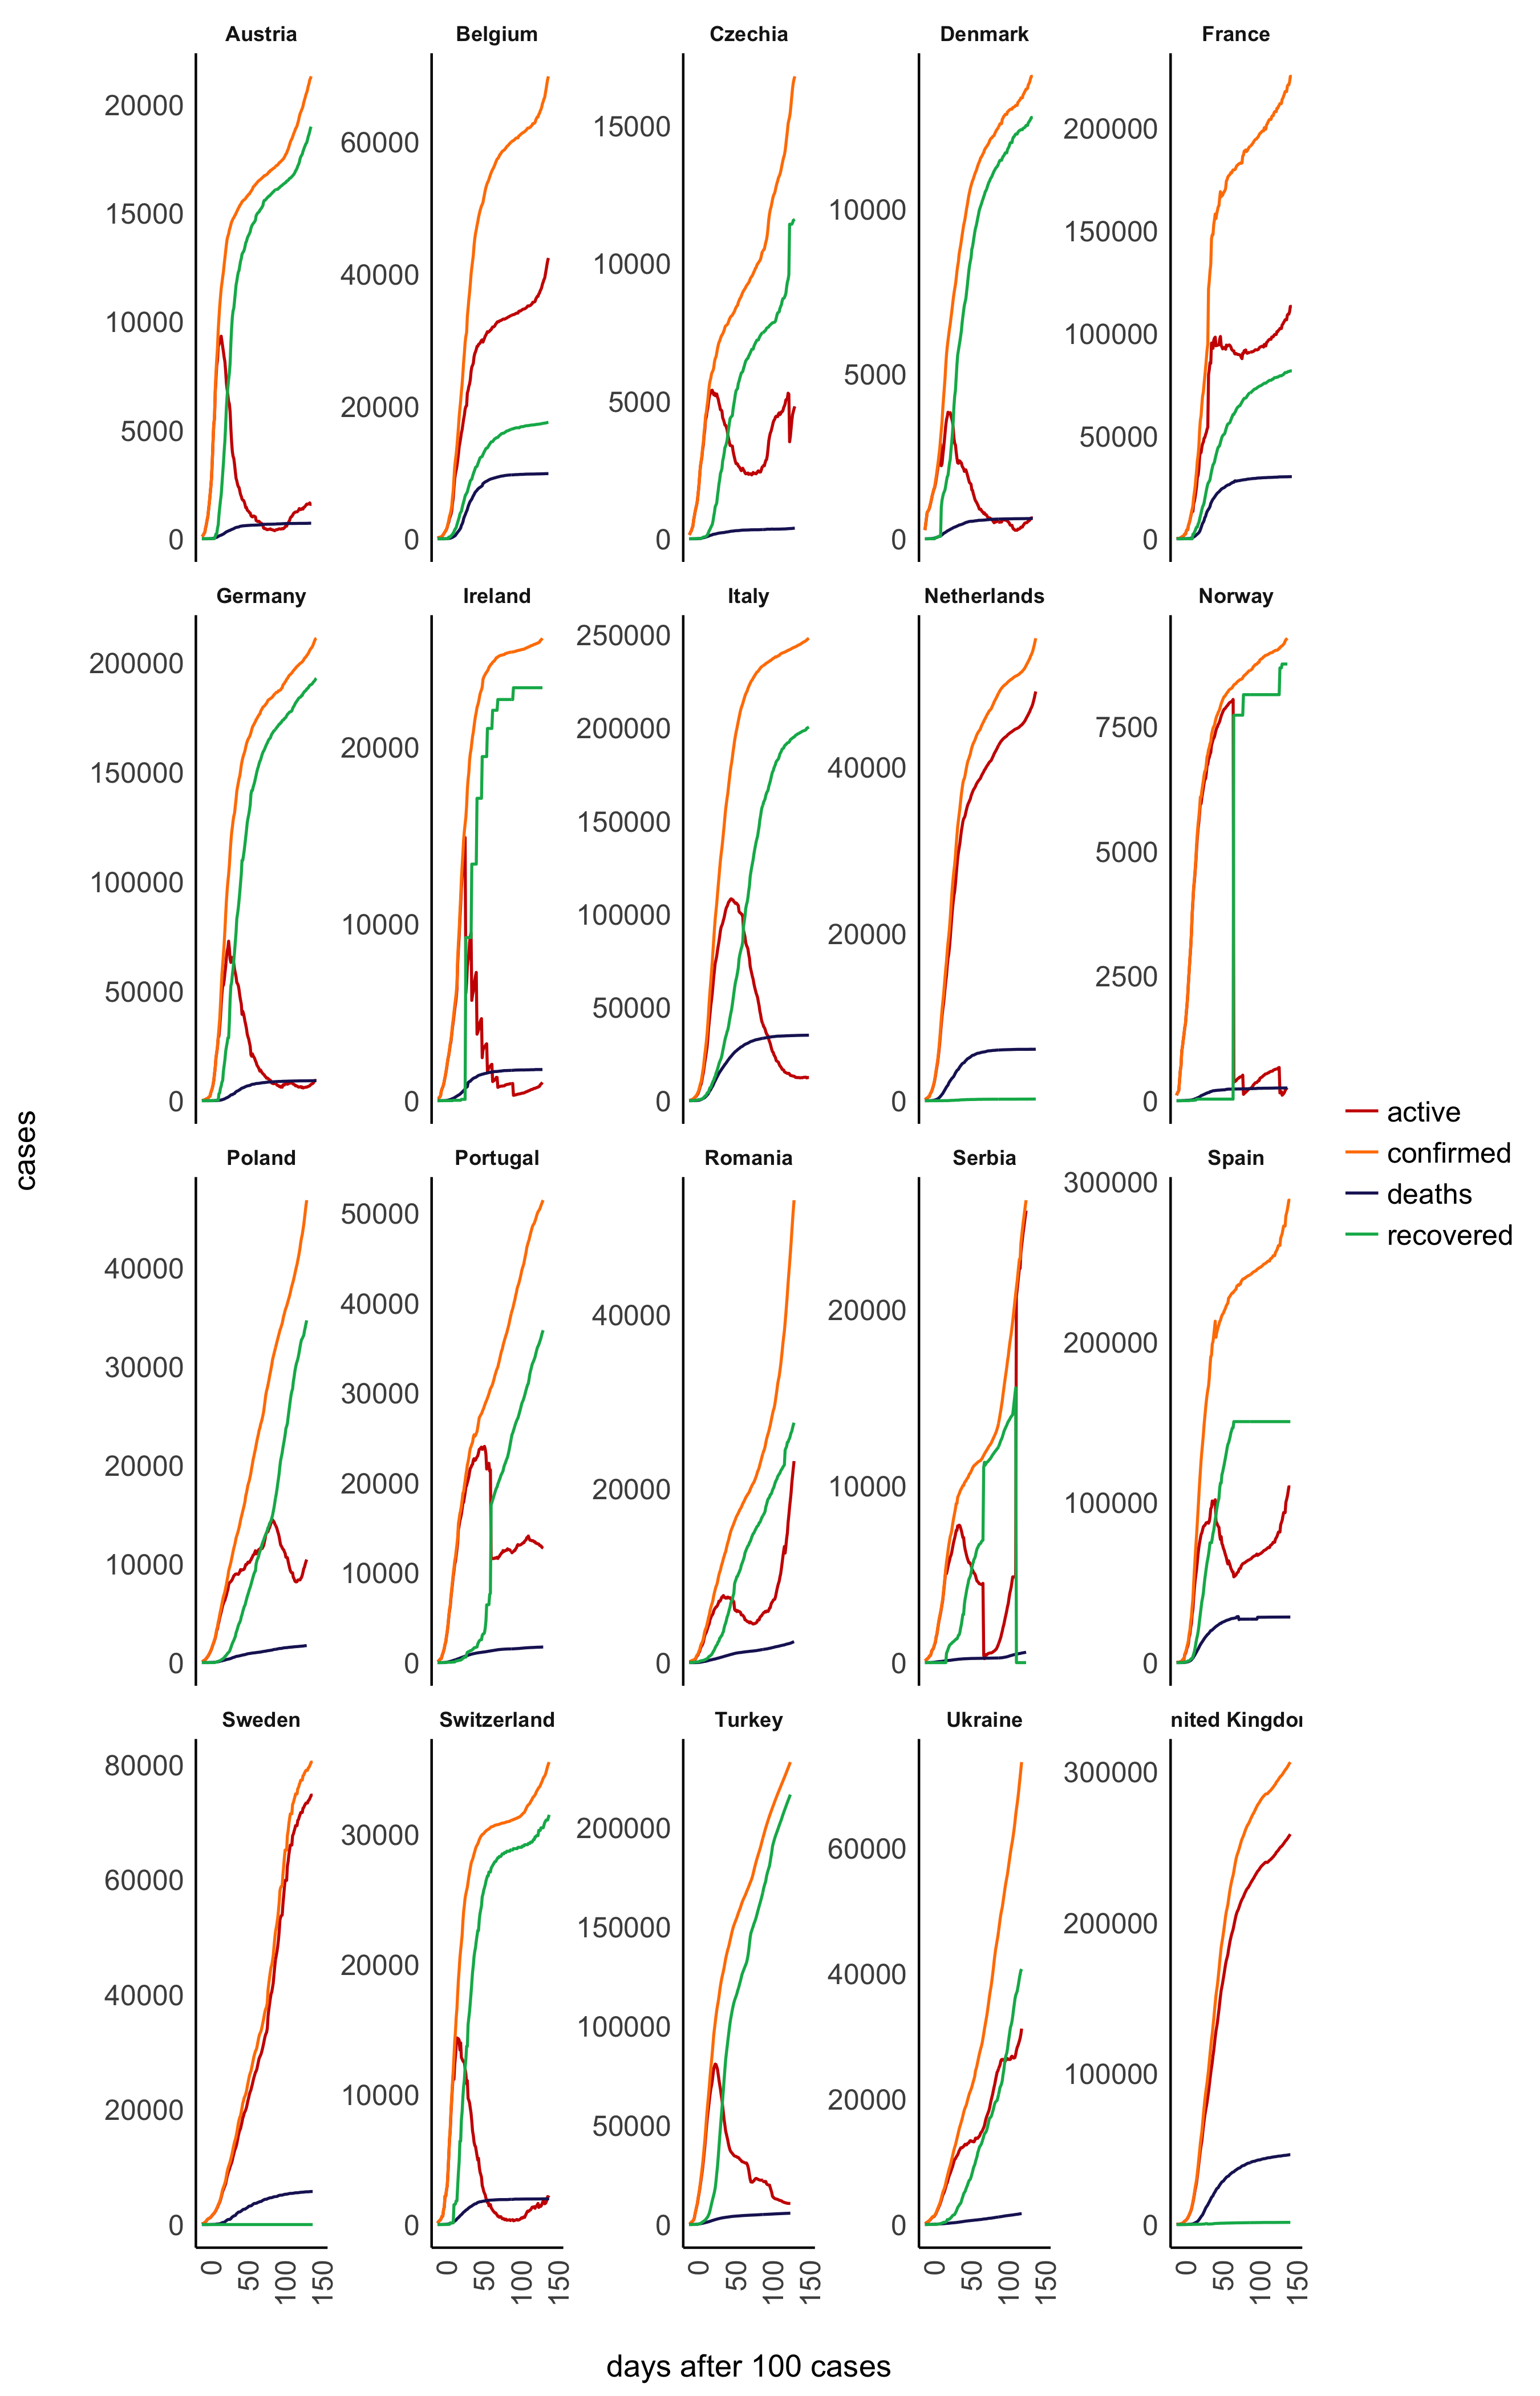 Austria Belgium Czechia Denmark France
20000 15000 10000 5000 0
60000 40000 20000 0
15000 10000 5000 0
10000 5000 0
200000 150000 100000 50000 0
Germany Ireland Italy Netherlands Norway
200000 150000 100000 50000 0
20000 10000 0
250000 200000 150000 100000 50000 0
40000 20000 0
7500 5000 2500 0
cases
active
confirmed
deaths
recovered
Poland Portugal Romania Serbia Spain
40000 30000 20000 10000 0
50000 40000 30000 20000 10000 0
40000 20000 0
20000 10000 0
300000 200000 100000 0
Sweden Switzerland Turkey Ukraine nited Kingdo
80000 60000 40000 20000 0
30000 20000 10000 0
200000 150000 100000 50000 0
60000 40000 20000 0
300000 200000 100000 0
0 50 100 150 0 50 100 150 0 50 100 150 0 50 100 150 0 50 100 150
days after 100 cases